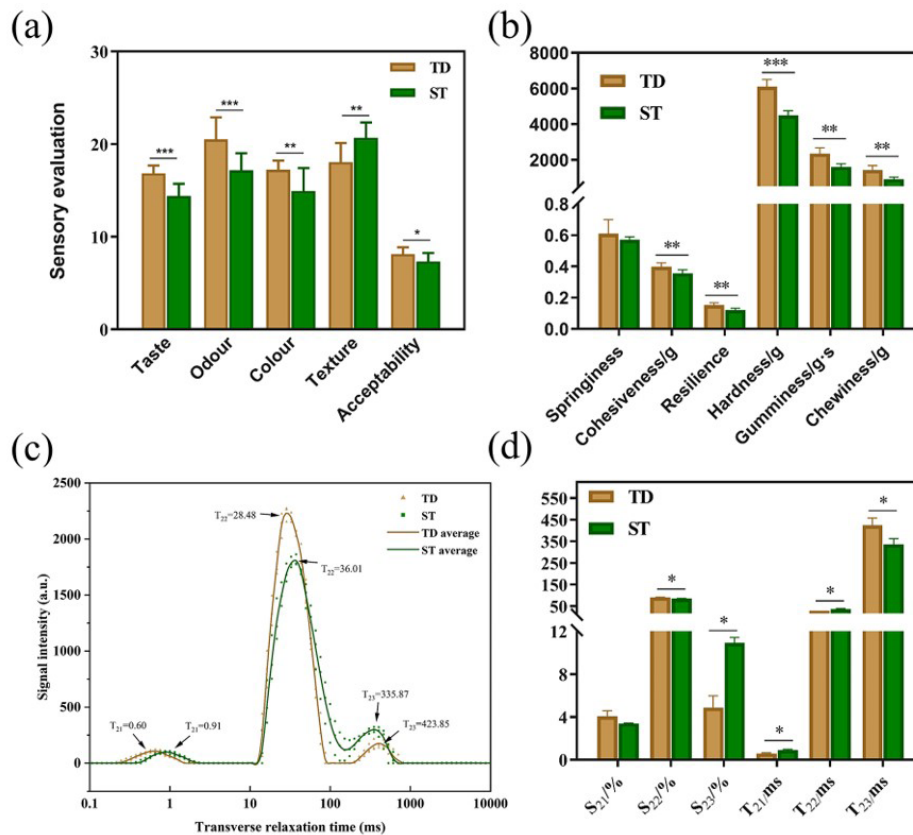 (a)
30
20
10
0
Sensory evaluation
TD
ST
***
***
**
**
*
Taste
Odour
Colour
Texture
Acceptability
(b)
8000
6000
4000
2000
0.8
0.6
0.4
0.2
0.0
TD
ST
**
**
***
**
**
Springiness
Cohesiveness/g
Resilience
Hardness/g
Gumminess/g·s
Chewiness/g
(c)
2500
2000
1500
1000
500
0
Signal intensity (a.u.)
TD
ST
TD average
ST average
T22=28.48
T22=36.01
T23=335.87
T23=423.85
T21=0.60
T21=0.91
0.1
1
10
100
1000
10000
Transverse relaxation time (ms)
(d)
550
450
350
250
150
50
12
8
4
0
TD
ST
*
*
*
*
*
S21/%
S22/%
S23/%
T21/ms
T22/ms
T23/ms